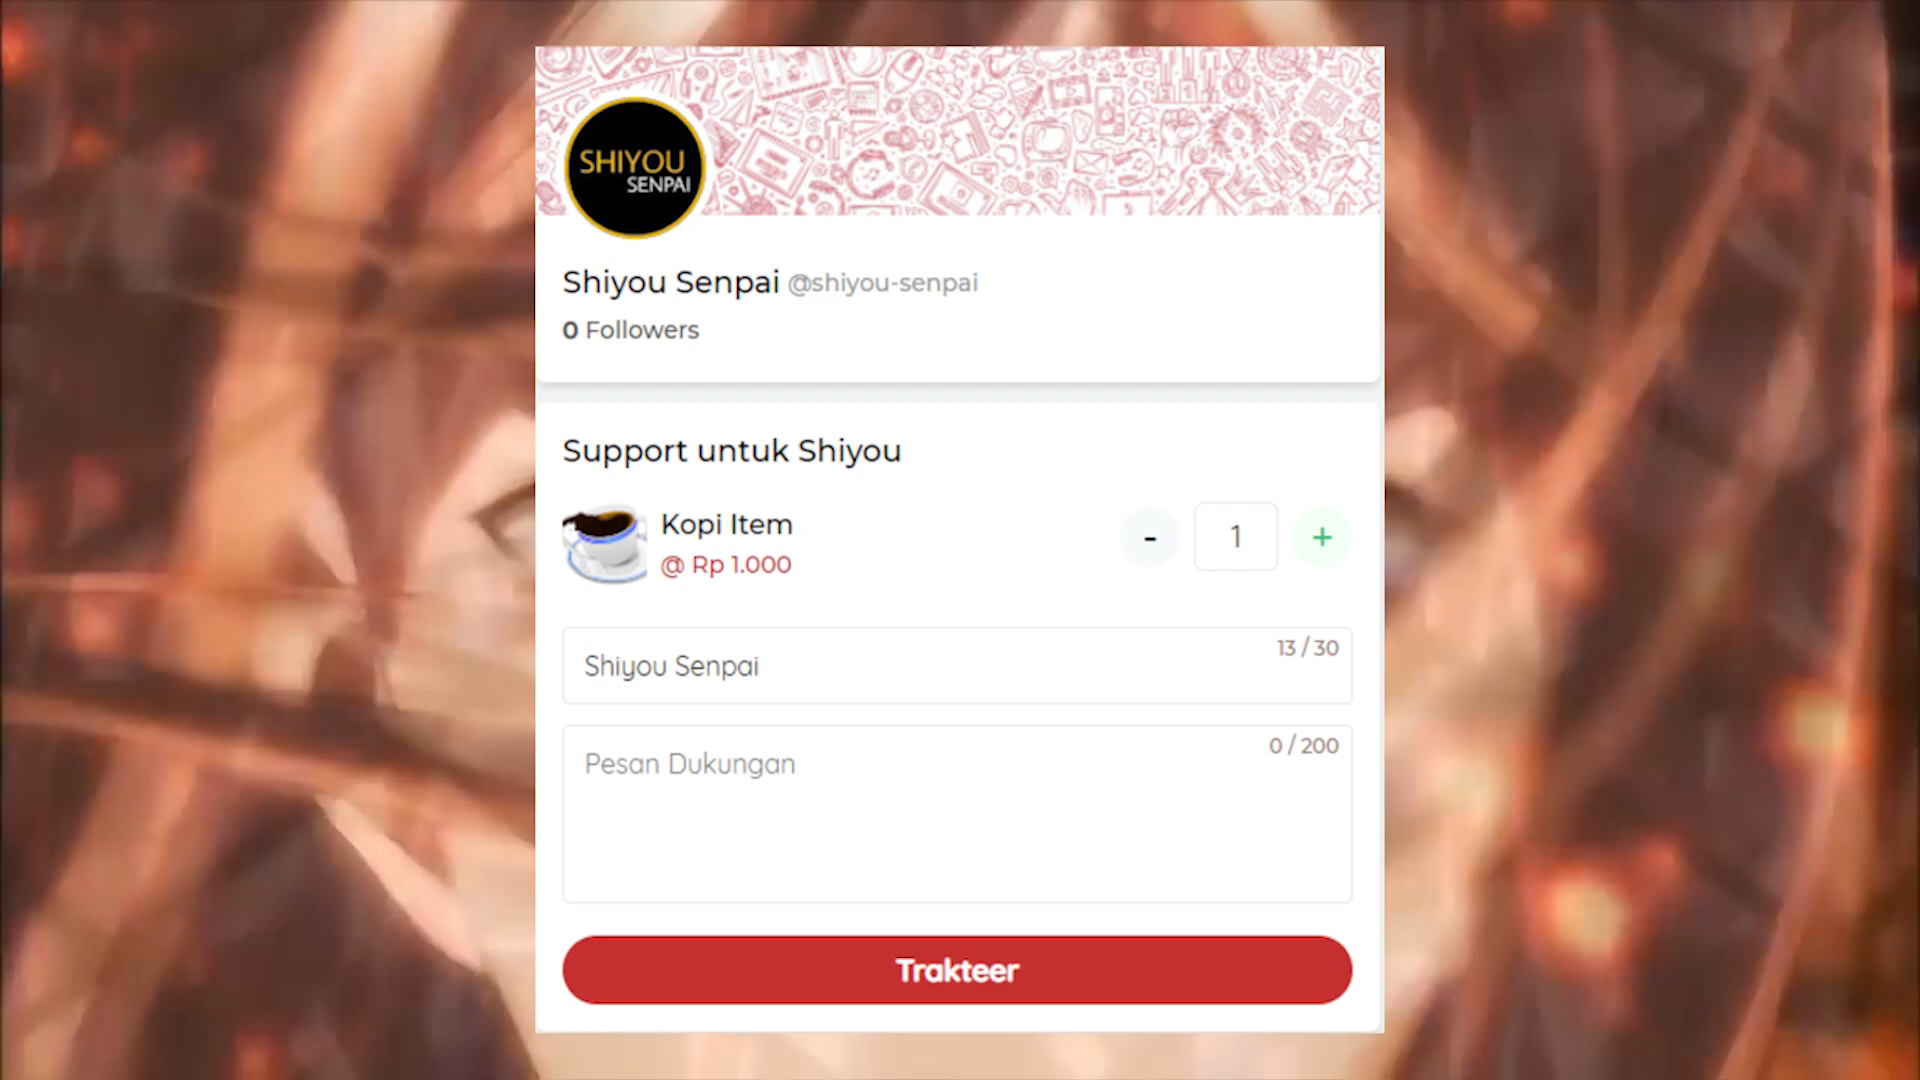 SHIYOU
SENPAI
Shiyou Senpai @shiyou-senpai
0 Followers
Support untuk Shiyou
Kopi Item
@ Rp 1.000
- 1 +
13 / 30
Shiyou Senpai
0 / 200
Pesan Dukungan
Trakteer